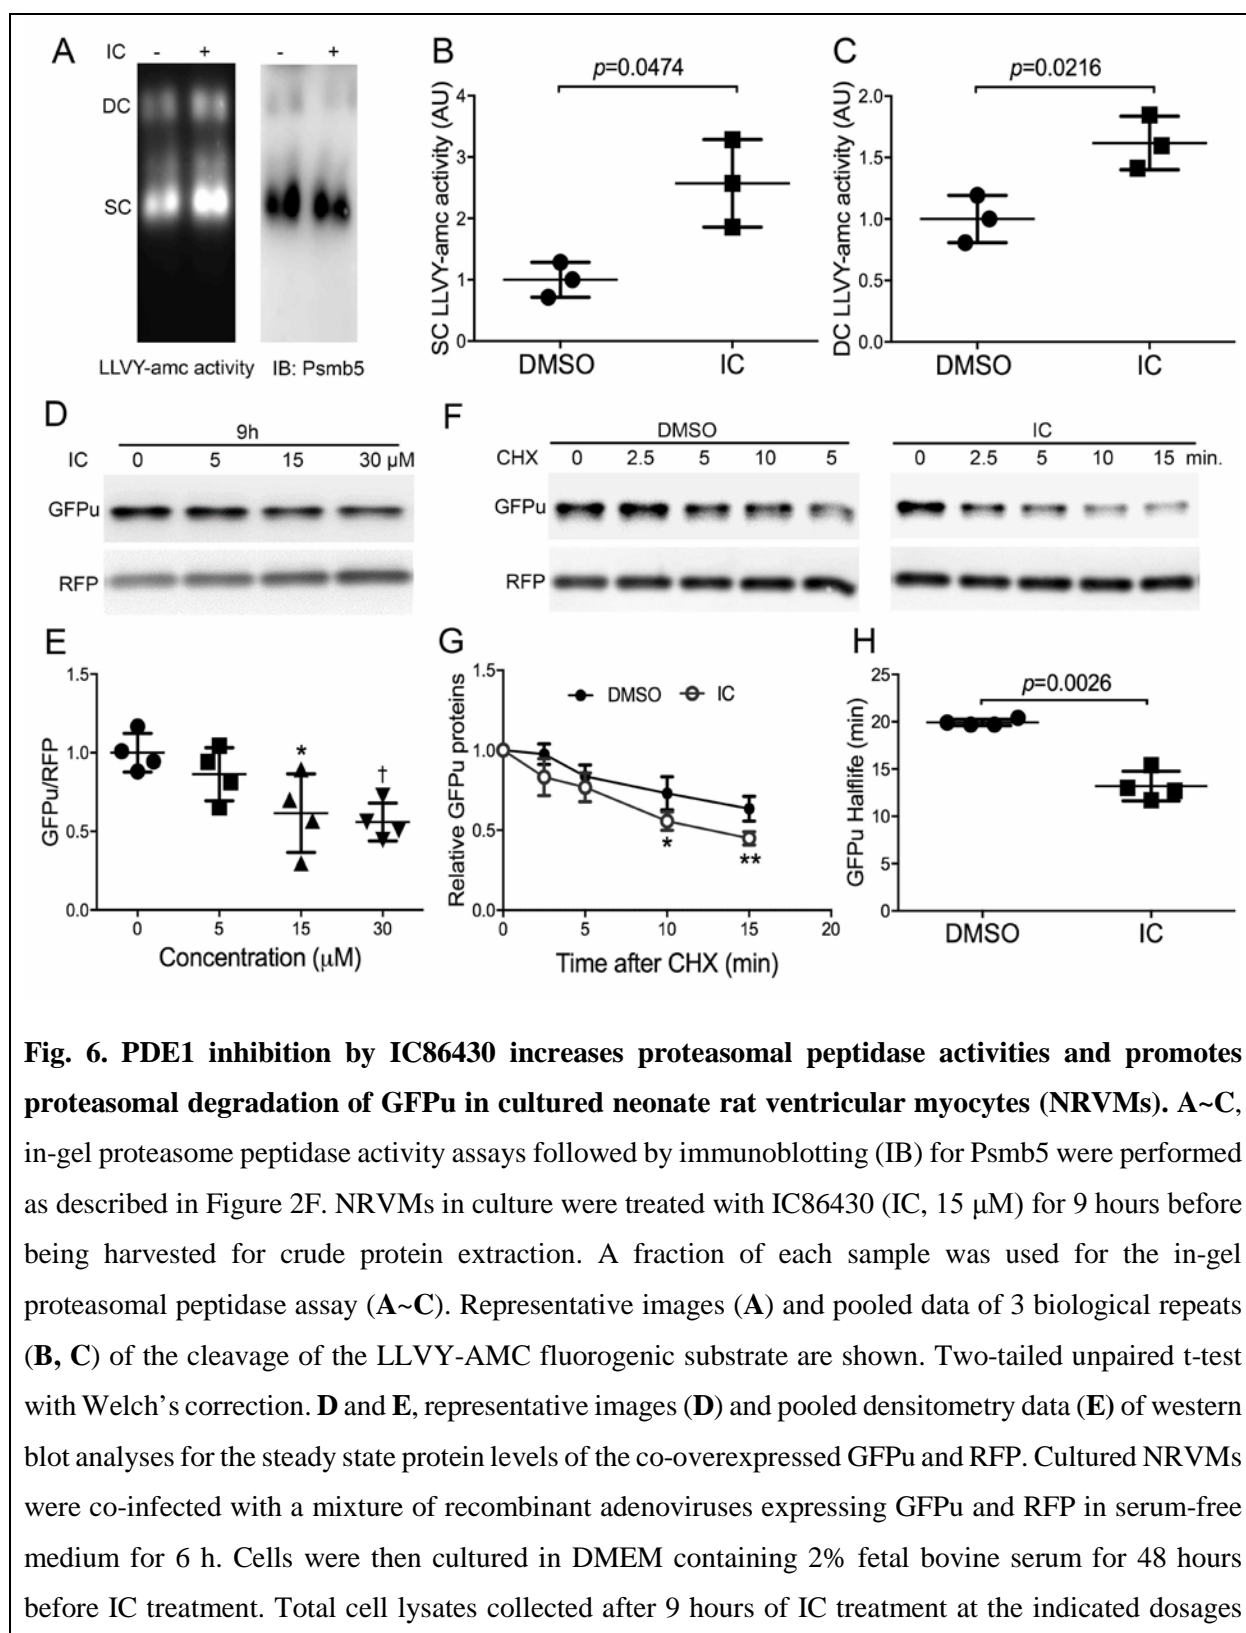 A
IC - + - +
DC
SC
LLVY-amc activity IB: Psmb5
B
p=0.0474
SC LLVY-amc activity (AU)
4
3
2
1
0
DMSO IC
C
p=0.0216
DC LLVY-amc activity (AU)
2.0
1.5
1.0
0.5
0.0
DMSO IC
D
9h
IC 0 5 15 30 μM
GFPu
RFP
F
DMSO IC
CHX 0 2.5 5 10 5 0 2.5 5 10 15 min.
GFPu
RFP
E
GFPu/RFP
1.5
1.0
0.5
0.0
* †
0 5 15 30
Concentration (μM)
G
Relative GFPu proteins
1.5
1.0
0.5
0.0
DMSO IC
* **
0 5 10 15 20
Time after CHX (min)
H
p=0.0026
GFPu Halflife (min)
25
20
15
10
5
0
DMSO IC
Fig. 6. PDE1 inhibition by IC86430 increases proteasomal peptidase activities and promotes
proteasomal degradation of GFPu in cultured neonate rat ventricular myocytes (NRVMs). A~C,
in-gel proteasome peptidase activity assays followed by immunoblotting (IB) for Psmb5 were performed
as described in Figure 2F. NRVMs in culture were treated with IC86430 (IC, 15 μM) for 9 hours before
being harvested for crude protein extraction. A fraction of each sample was used for the in-gel
proteasomal peptidase assay (A~C). Representative images (A) and pooled data of 3 biological repeats
(B, C) of the cleavage of the LLVY-AMC fluorogenic substrate are shown. Two-tailed unpaired t-test
with Welch’s correction. D and E, representative images (D) and pooled densitometry data (E) of western
blot analyses for the steady state protein levels of the co-overexpressed GFPu and RFP. Cultured NRVMs
were co-infected with a mixture of recombinant adenoviruses expressing GFPu and RFP in serum-free
medium for 6 h. Cells were then cultured in DMEM containing 2% fetal bovine serum for 48 hours
before IC treatment. Total cell lysates collected after 9 hours of IC treatment at the indicated dosages